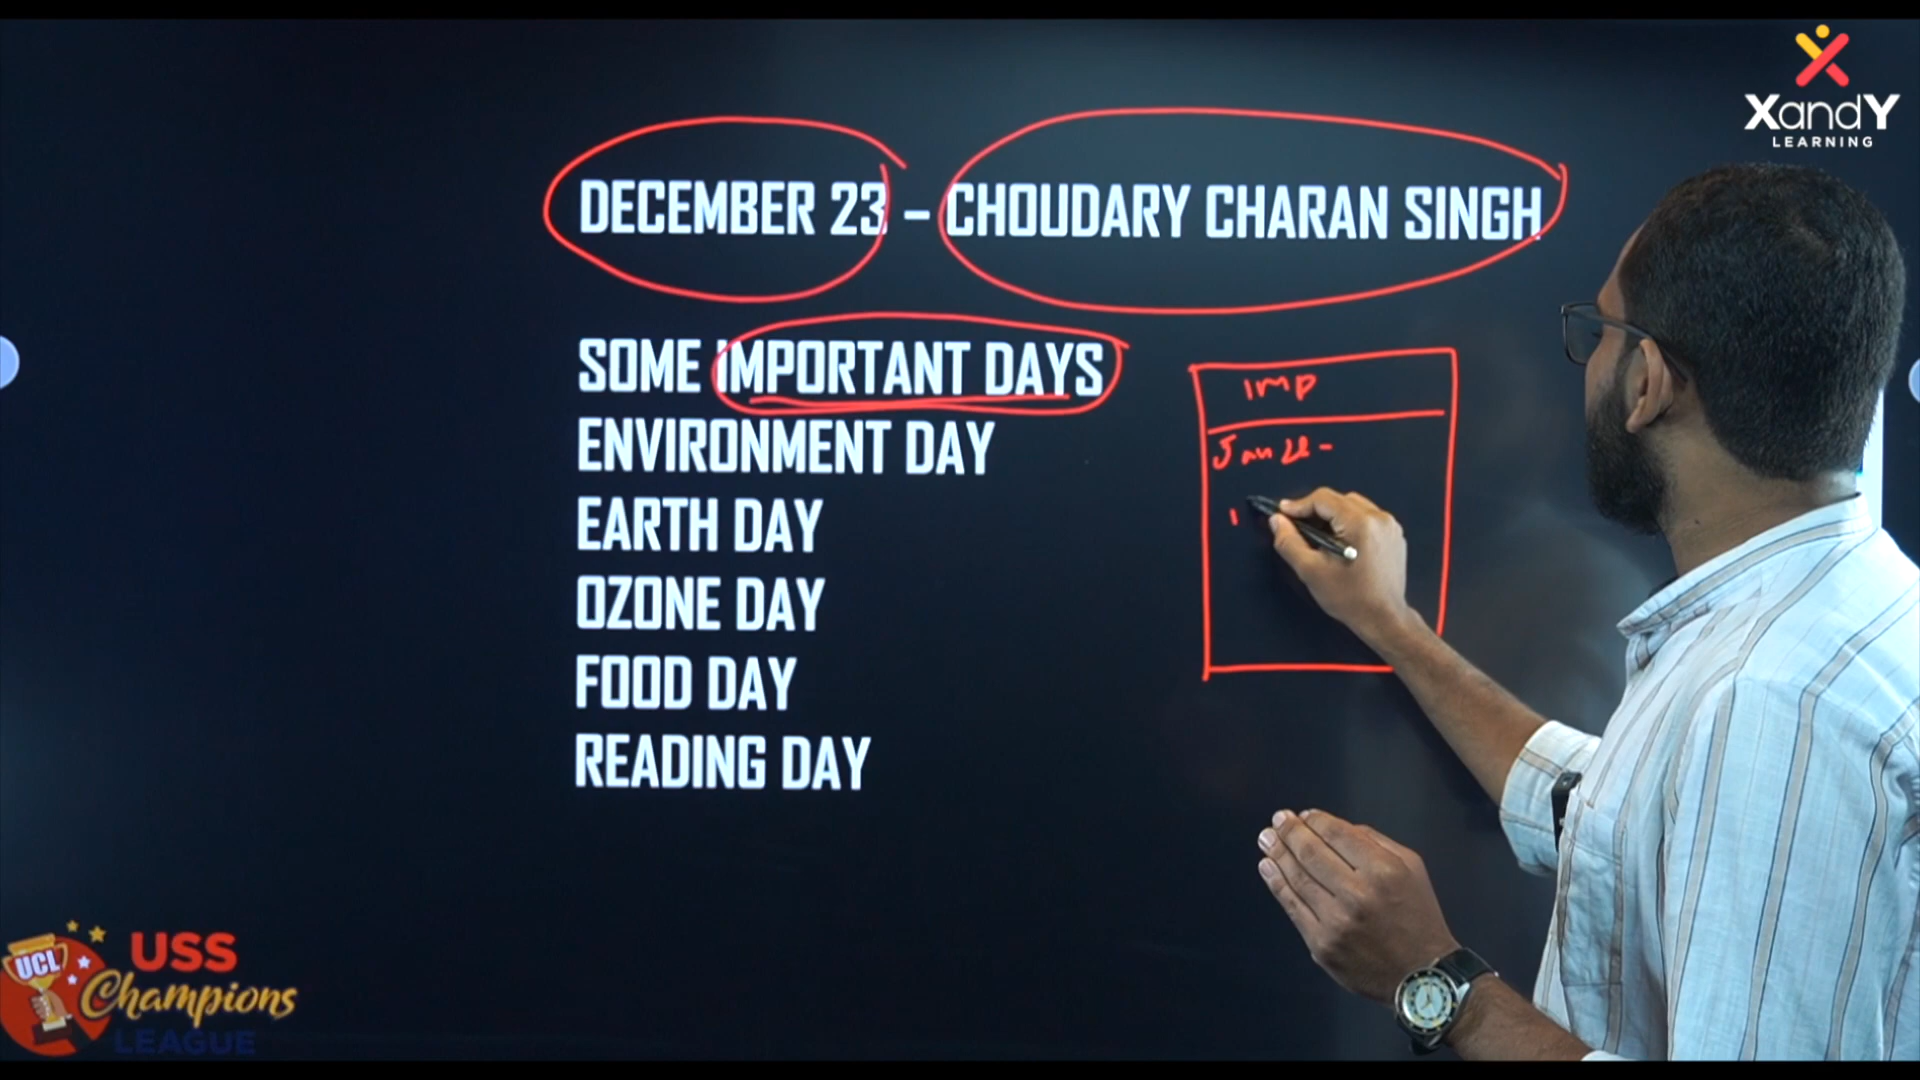 XandY
LEARNING
DECEMBER 23 – CHOUDARY CHARAN SINGH
SOME IMPORTANT DAYS
ENVIRONMENT DAY
EARTH DAY
OZONE DAY
FOOD DAY
READING DAY
IMP
Jan
UCL
USS
Champions
LEAGUE